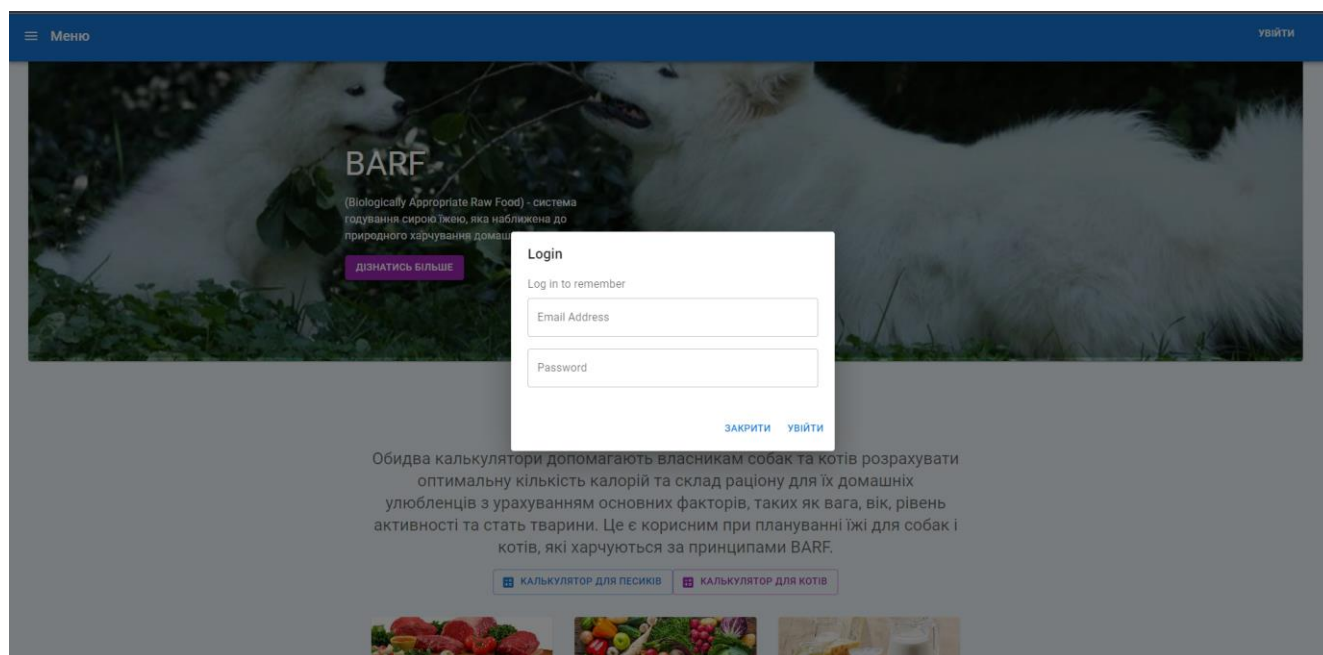 Меню
УВІЙТИ
BARF
(Biologically Appropriate Raw Food) - система
годування сирою їжею, яка наближена до
природного харчування домаш
ДІЗНАТИСЬ БІЛЬШЕ
Login
Log in to remember
Email Address
Password
ЗАКРИТИ УВІЙТИ
Обидва калькулятори допомагають власникам собак та котів розрахувати
оптимальну кількість калорій та склад раціону для їх домашніх
улюбленців з урахуванням основних факторів, таких як вага, вік, рівень
активності та стать тварини. Це є корисним при плануванні їжі для собак і
котів, які харчуються за принципами BARF.
КАЛЬКУЛЯТОР ДЛЯ ПЕСИКІВ КАЛЬКУЛЯТОР ДЛЯ КОТІВ